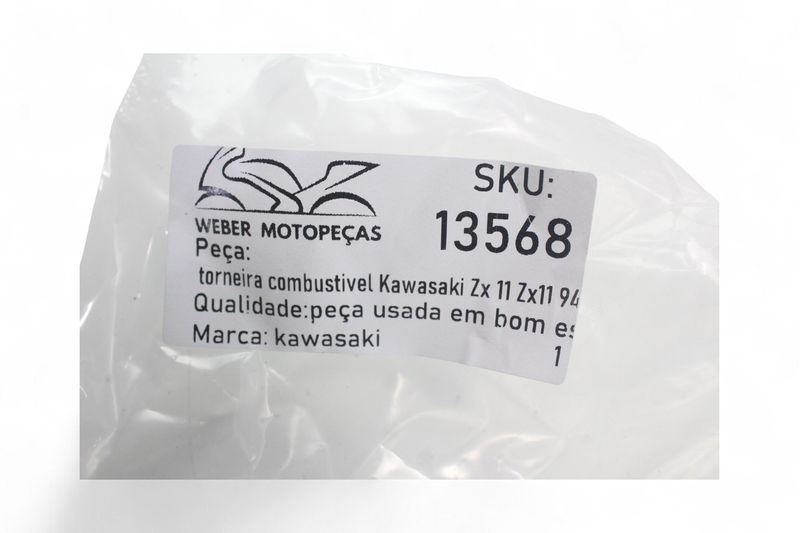 SKU:
13568
WEBER MOTOPEÇAS
Peça:
torneira combustivel Kawasaki Zx 11 Zx11 94
Qualidade:peça usada em bom es
Marca: kawasaki
1